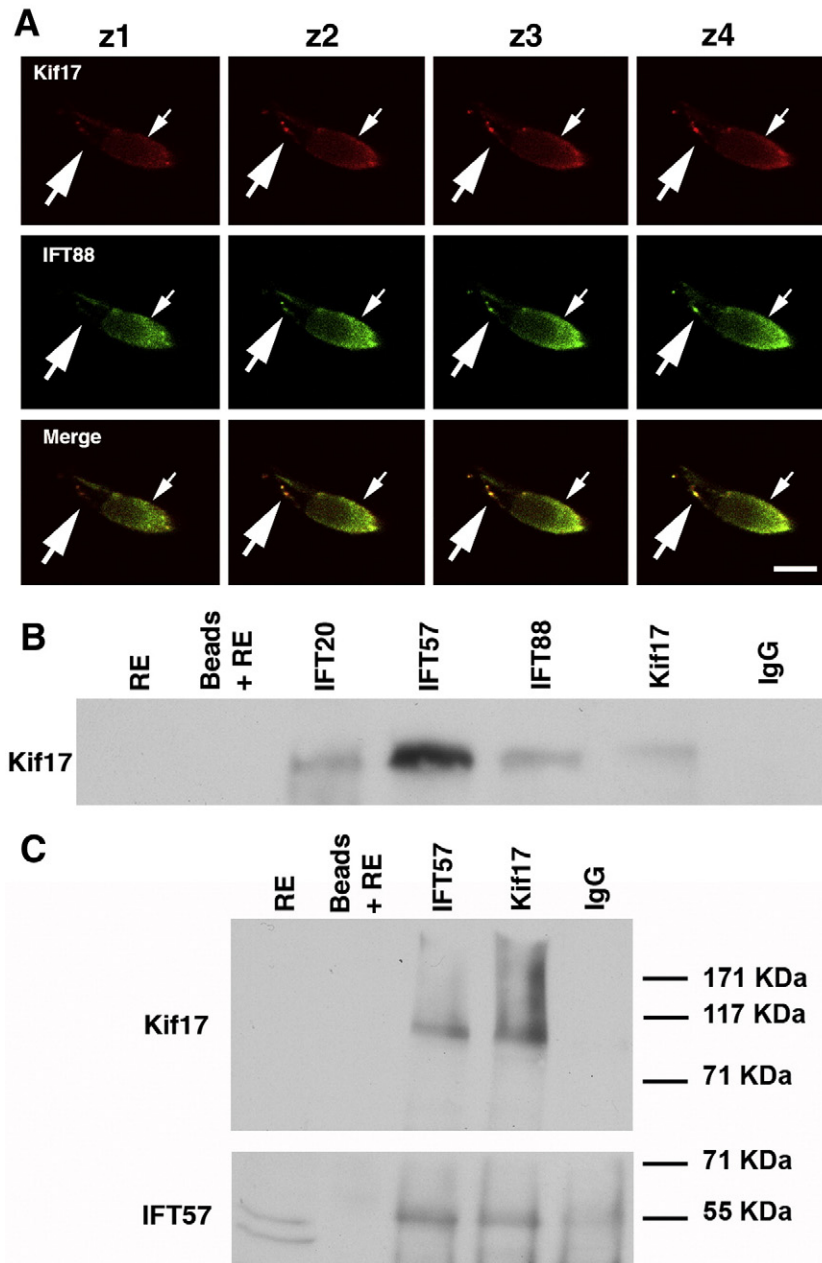 A
z1 z2 z3 z4
Kif17
IFT88
Merge
B
RE
Beads + RE
IFT20
IFT57
IFT88
Kif17
IgG
Kif17
C
RE
Beads + RE
IFT57
Kif17
IgG
Kif17
171 KDa
117 KDa
71 KDa
IFT57
71 KDa
55 KDa